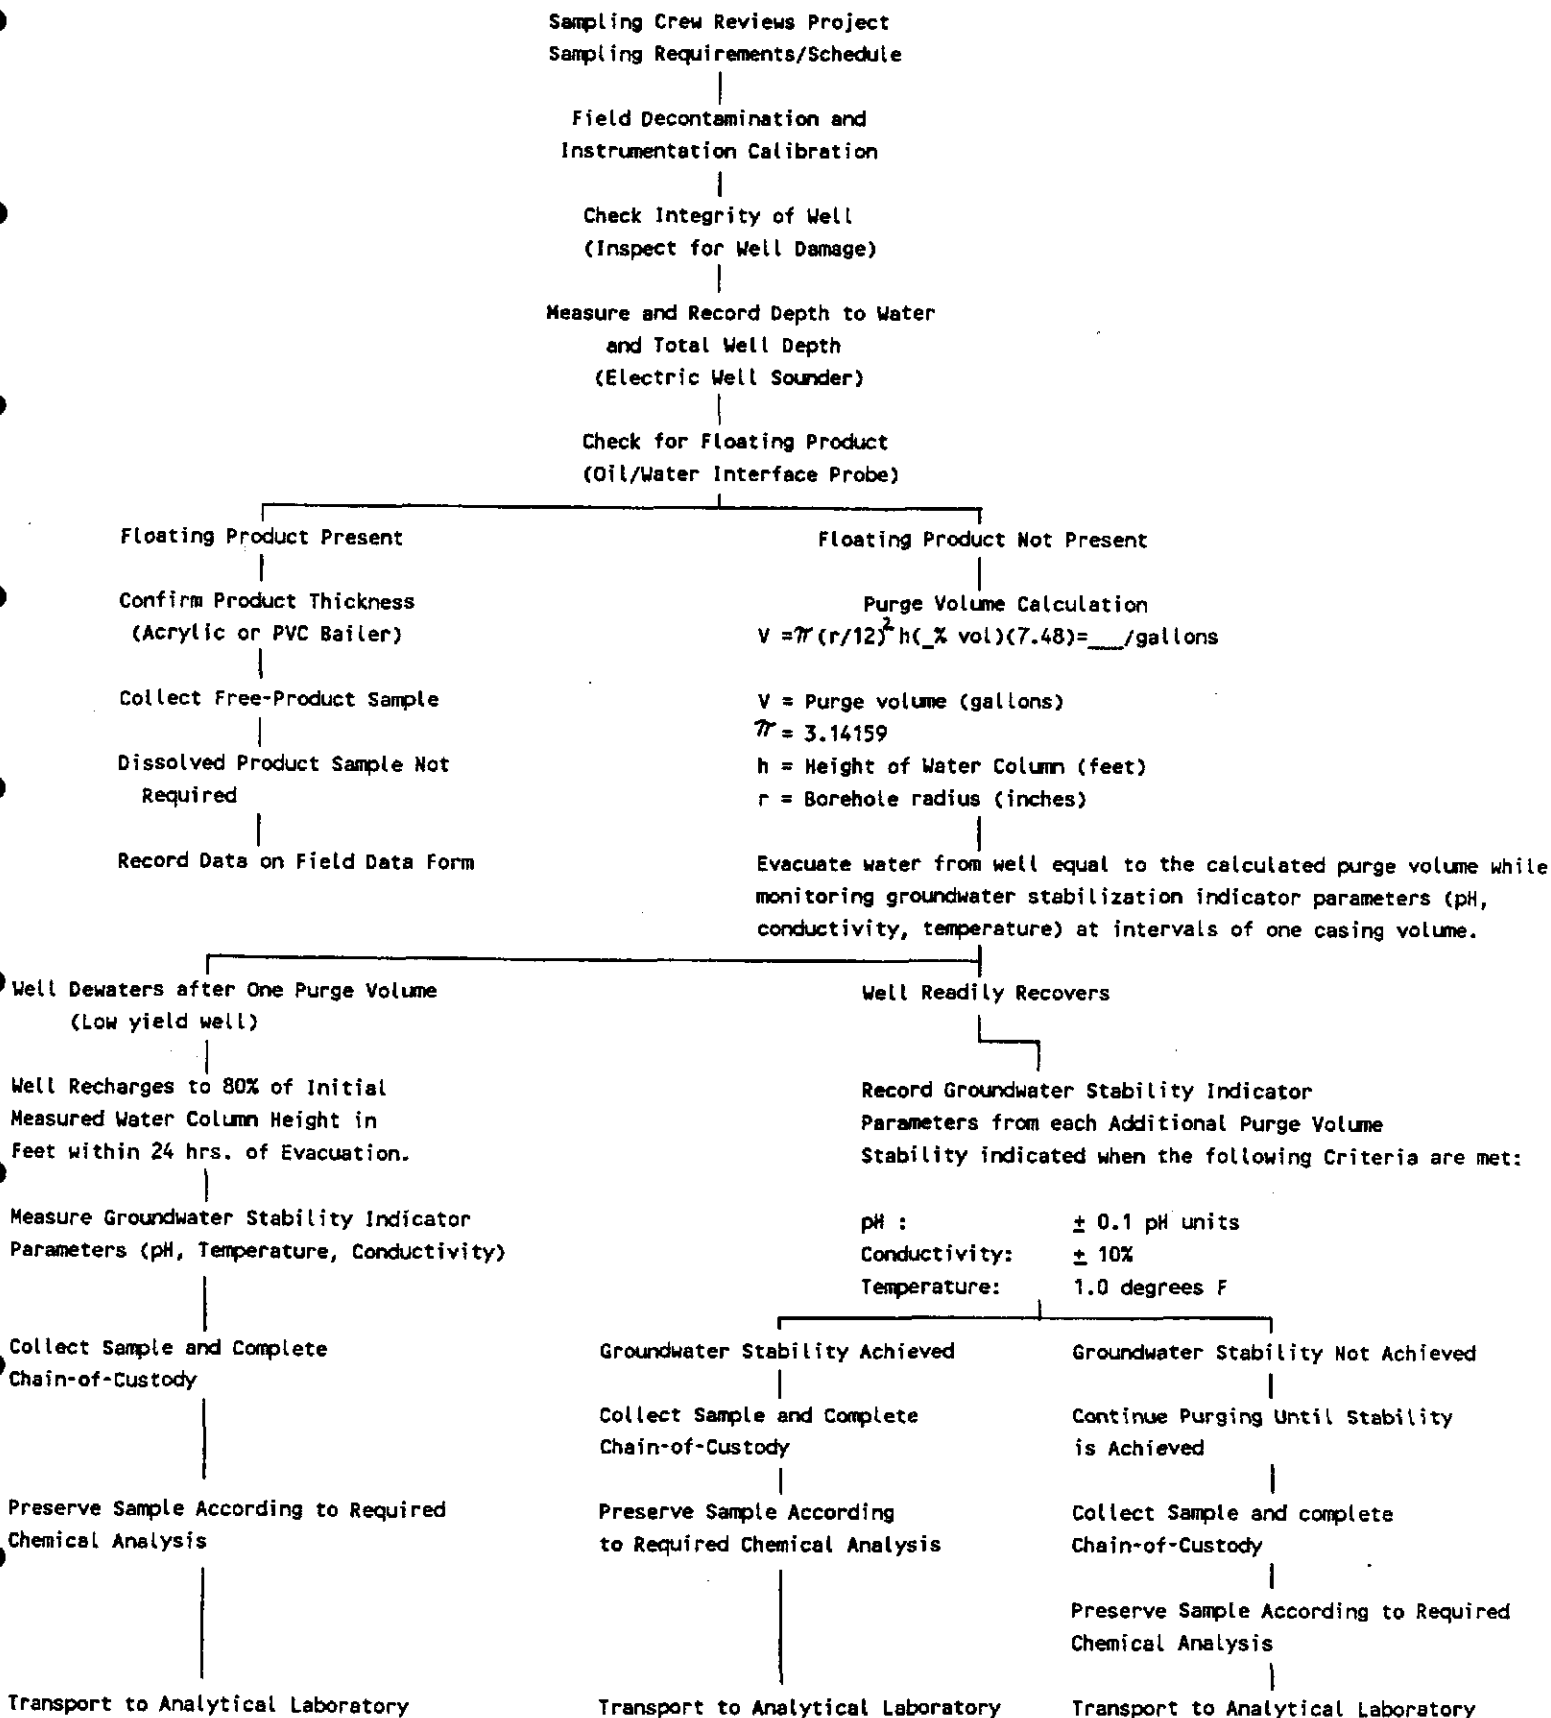 Sampling Crew Reviews Project
Sampling Requirements/Schedule
Field Decontamination and
Instrumentation Calibration
Check Integrity of Well
(Inspect for Well Damage)
Measure and Record Depth to Water
and Total Well Depth
(Electric Well Sounder)
Check for Floating Product
(Oil/Water Interface Probe)
Floating Product Present
Confirm Product Thickness
(Acrylic or PVC Bailer)
Collect Free-Product Sample
Dissolved Product Sample Not
Required
Record Data on Field Data Form
Floating Product Not Present
Purge Volume Calculation
V =π(r/12)² h(_% vol)(7.48)=___/gallons
V = Purge volume (gallons)
π = 3.14159
h = Height of Water Column (feet)
r = Borehole radius (inches)
Evacuate water from well equal to the calculated purge volume while
monitoring groundwater stabilization indicator parameters (pH,
conductivity, temperature) at intervals of one casing volume.
Well Dewaters after One Purge Volume
(Low yield well)
Well Recharges to 80% of Initial
Measured Water Column Height in
Feet within 24 hrs. of Evacuation.
Measure Groundwater Stability Indicator
Parameters (pH, Temperature, Conductivity)
Collect Sample and Complete
Chain-of-Custody
Preserve Sample According to Required
Chemical Analysis
Transport to Analytical Laboratory
Well Readily Recovers
Record Groundwater Stability Indicator
Parameters from each Additional Purge Volume
Stability indicated when the following Criteria are met:
pH : ± 0.1 pH units
Conductivity: ± 10%
Temperature: 1.0 degrees F
Groundwater Stability Achieved
Collect Sample and Complete
Chain-of-Custody
Preserve Sample According
to Required Chemical Analysis
Transport to Analytical Laboratory
Groundwater Stability Not Achieved
Continue Purging Until Stability
is Achieved
Collect Sample and complete
Chain-of-Custody
Preserve Sample According to Required
Chemical Analysis
Transport to Analytical Laboratory